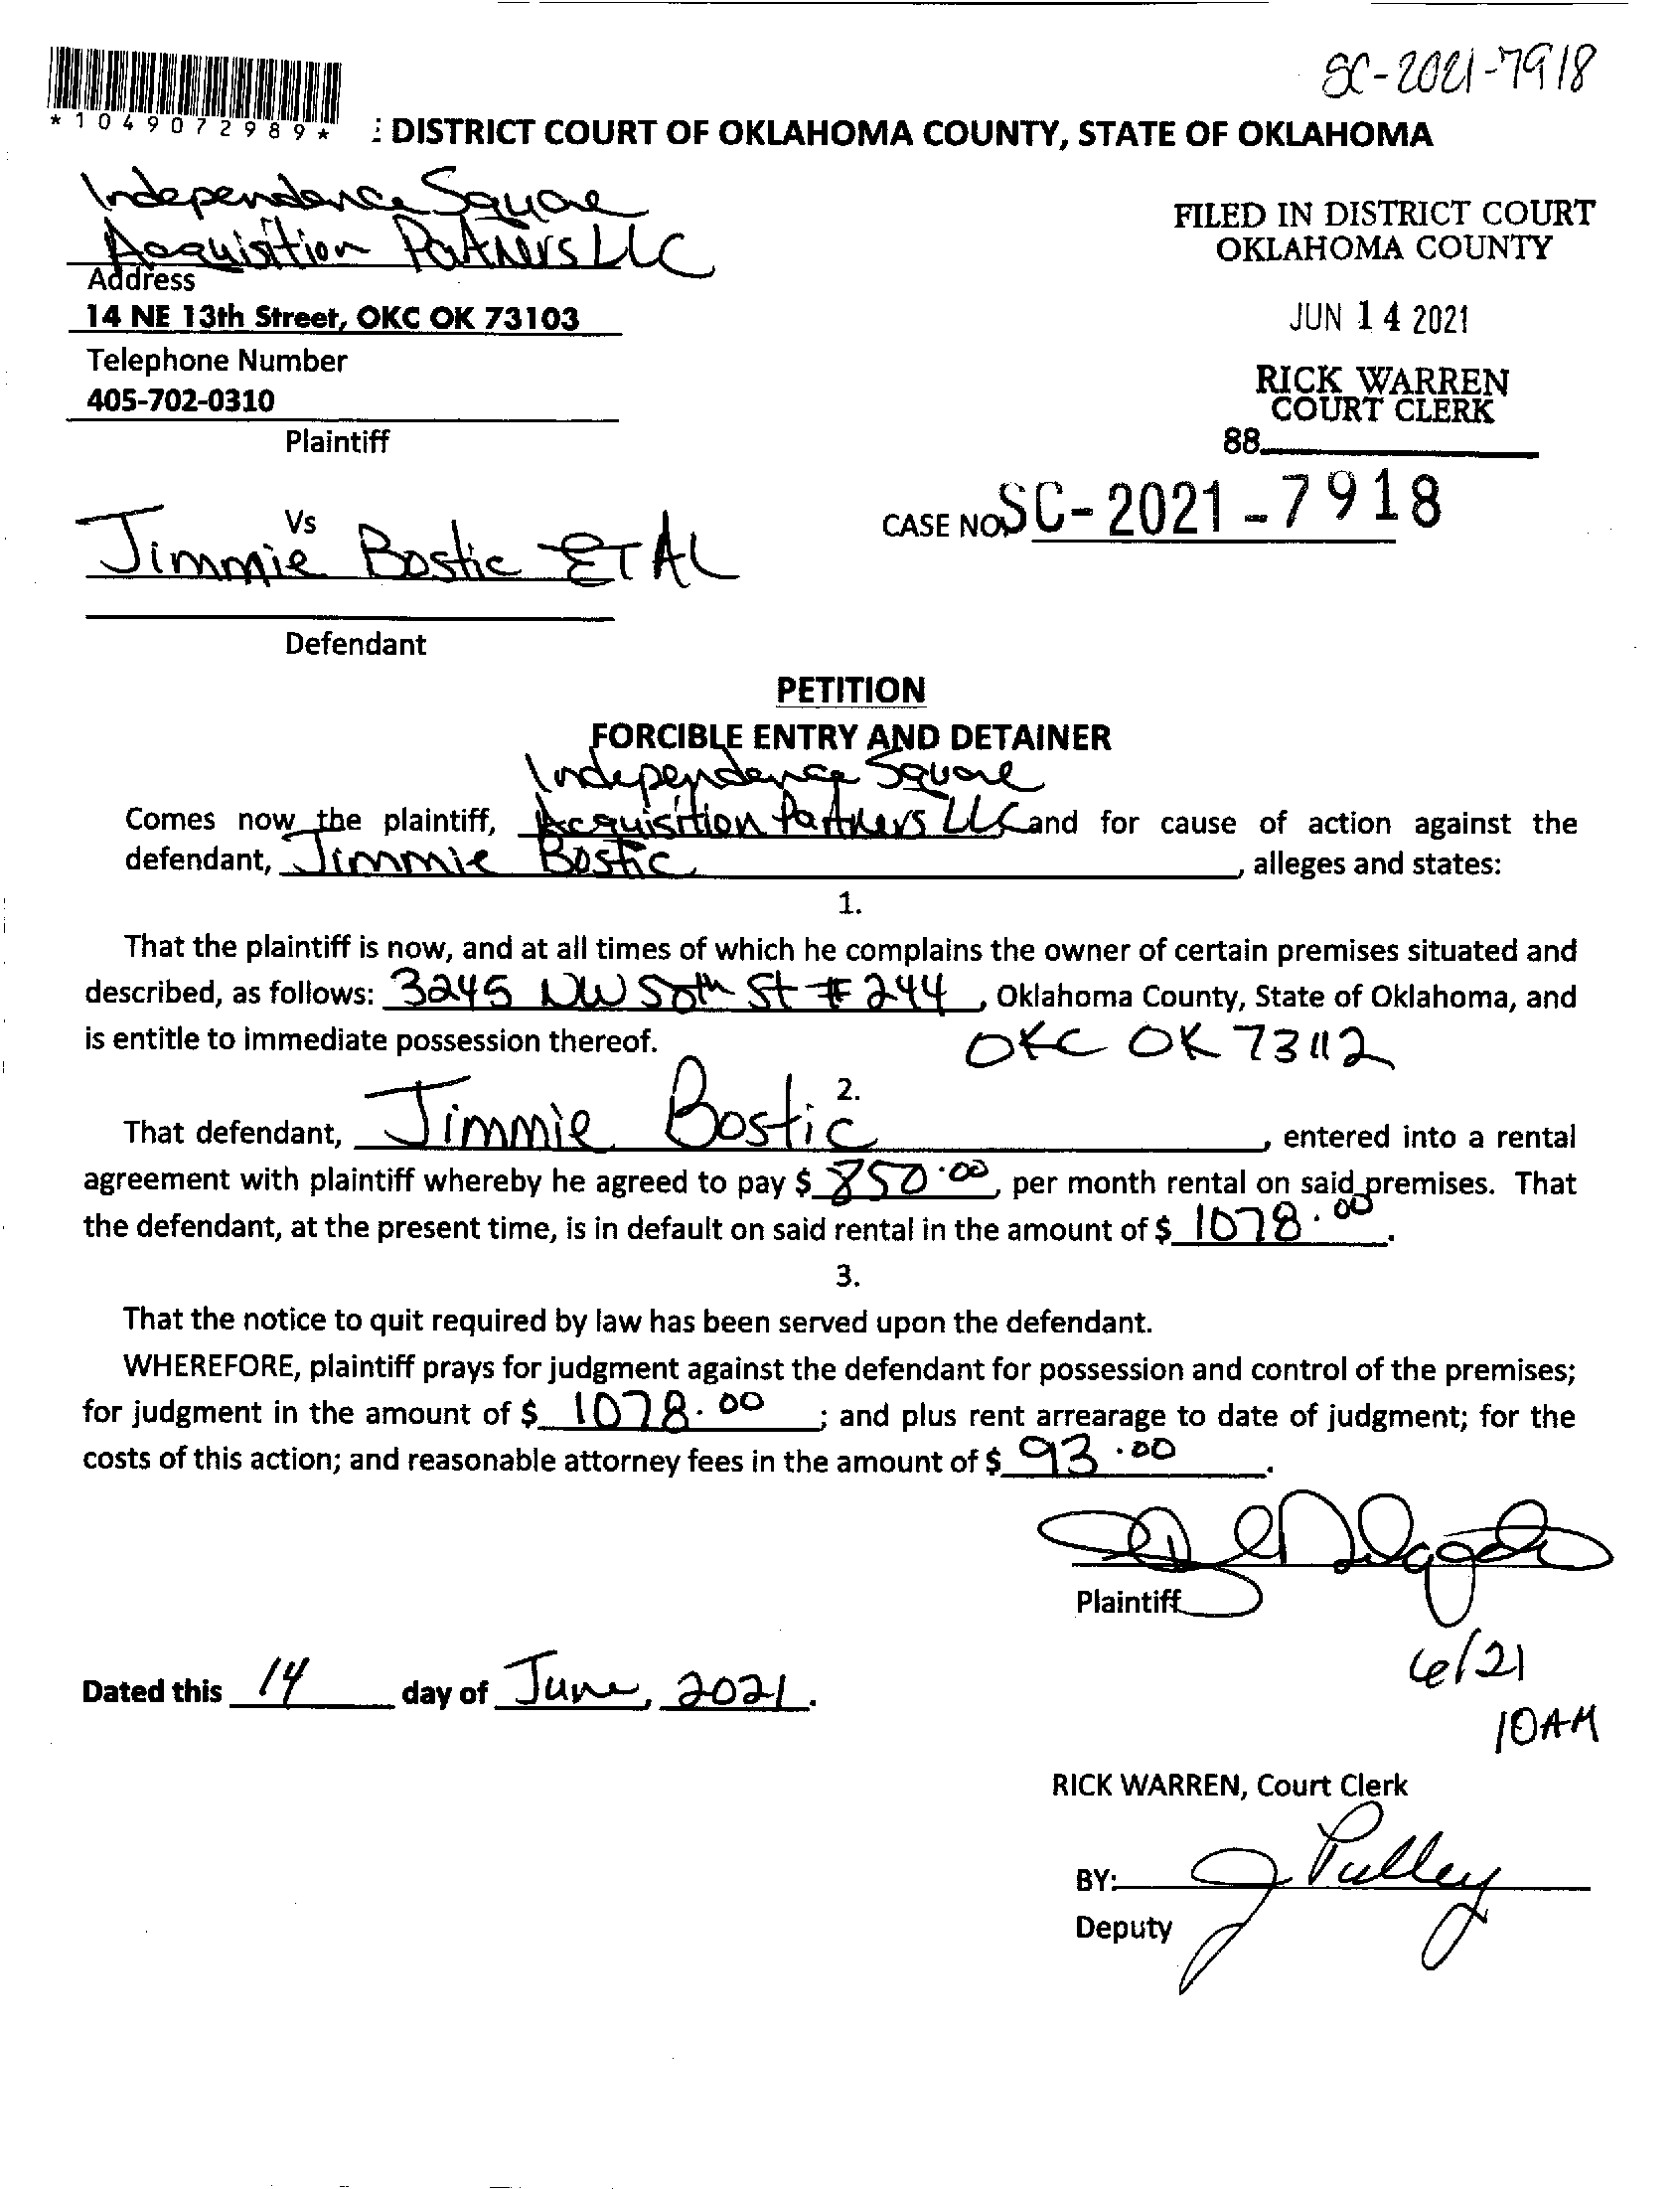 SC-2021-7918
*1049072989*
: DISTRICT COURT OF OKLAHOMA COUNTY, STATE OF OKLAHOMA
Independence Square
Acquisition Partners LLC
Address
14 NE 13th Street, OKC OK 73103
Telephone Number
405-702-0310
Plaintiff
FILED IN DISTRICT COURT
OKLAHOMA COUNTY
JUN 14 2021
RICK WARREN
COURT CLERK
88
Vs
Jimmie Bostic ET AL
Defendant
CASE NO SC-2021-7918
PETITION
FORCIBLE ENTRY AND DETAINER
Independence Square
Comes now the plaintiff, Acquisition Partners LLC and for cause of action against the
defendant, Jimmie Bostic, alleges and states:
1.
That the plaintiff is now, and at all times of which he complains the owner of certain premises situated and
described, as follows: 3245 NW 50th St # 244, Oklahoma County, State of Oklahoma, and
is entitle to immediate possession thereof. OKC OK 73112
2.
That defendant, Jimmie Bostic, entered into a rental
agreement with plaintiff whereby he agreed to pay $ 850.00, per month rental on said premises. That
the defendant, at the present time, is in default on said rental in the amount of $ 1078.00.
3.
That the notice to quit required by law has been served upon the defendant.
WHEREFORE, plaintiff prays for judgment against the defendant for possession and control of the premises;
for judgment in the amount of $ 1078.00 ; and plus rent arrearage to date of judgment; for the
costs of this action; and reasonable attorney fees in the amount of $ 93.00.
Plaintiff
6/21
10AM
Dated this 14 day of June, 2021.
RICK WARREN, Court Clerk
BY: J Pulley
Deputy